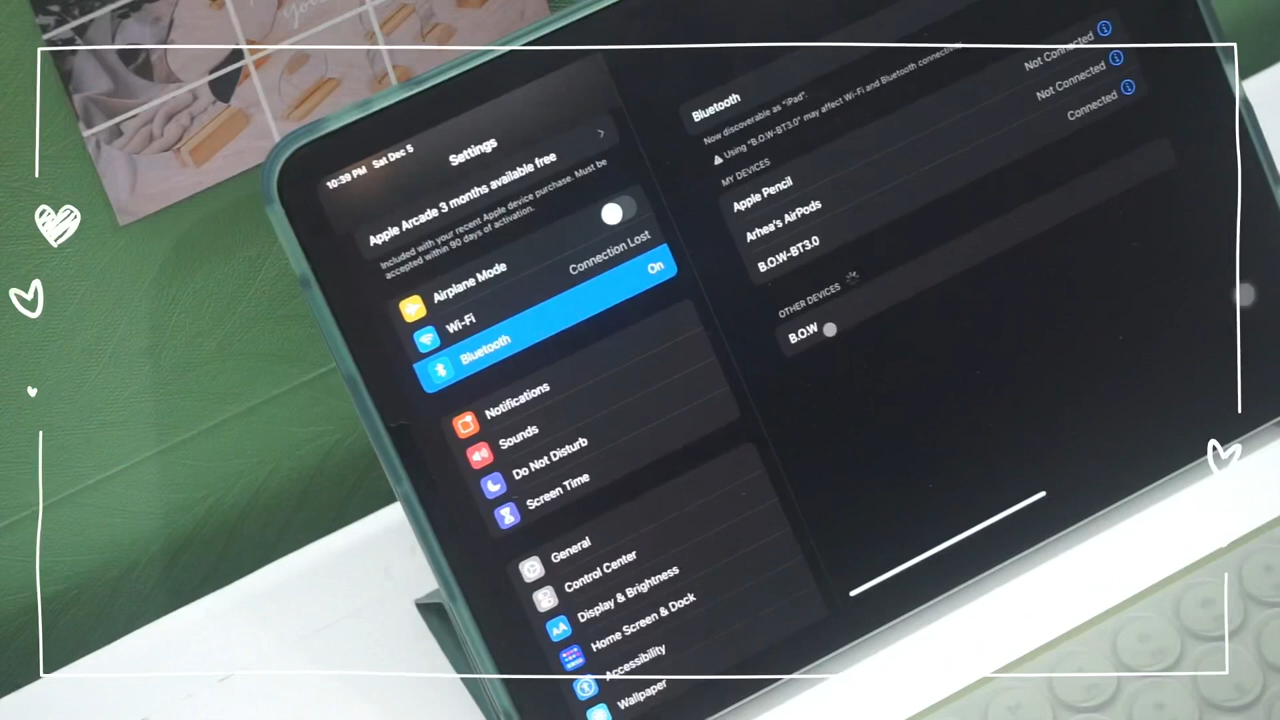 10:39 PM Sat Dec 5
Settings
Apple Arcade 3 months available free
Included with your recent Apple device purchase. Must be
accepted within 90 days of activation.
Airplane Mode
Wi-Fi Connection Lost
Bluetooth On
Notifications
Sounds
Do Not Disturb
Screen Time
General
Control Center
AA Display & Brightness
Home Screen & Dock
Accessibility
Wallpaper
Bluetooth
Now discoverable as "iPad".
Using "B.O.W-BT3.0" may affect Wi-Fi and Bluetooth connectivity.
MY DEVICES
Apple Pencil Not Connected
Arhea's AirPods Not Connected
B.O.W-BT3.0 Connected
OTHER DEVICES
B.O.W